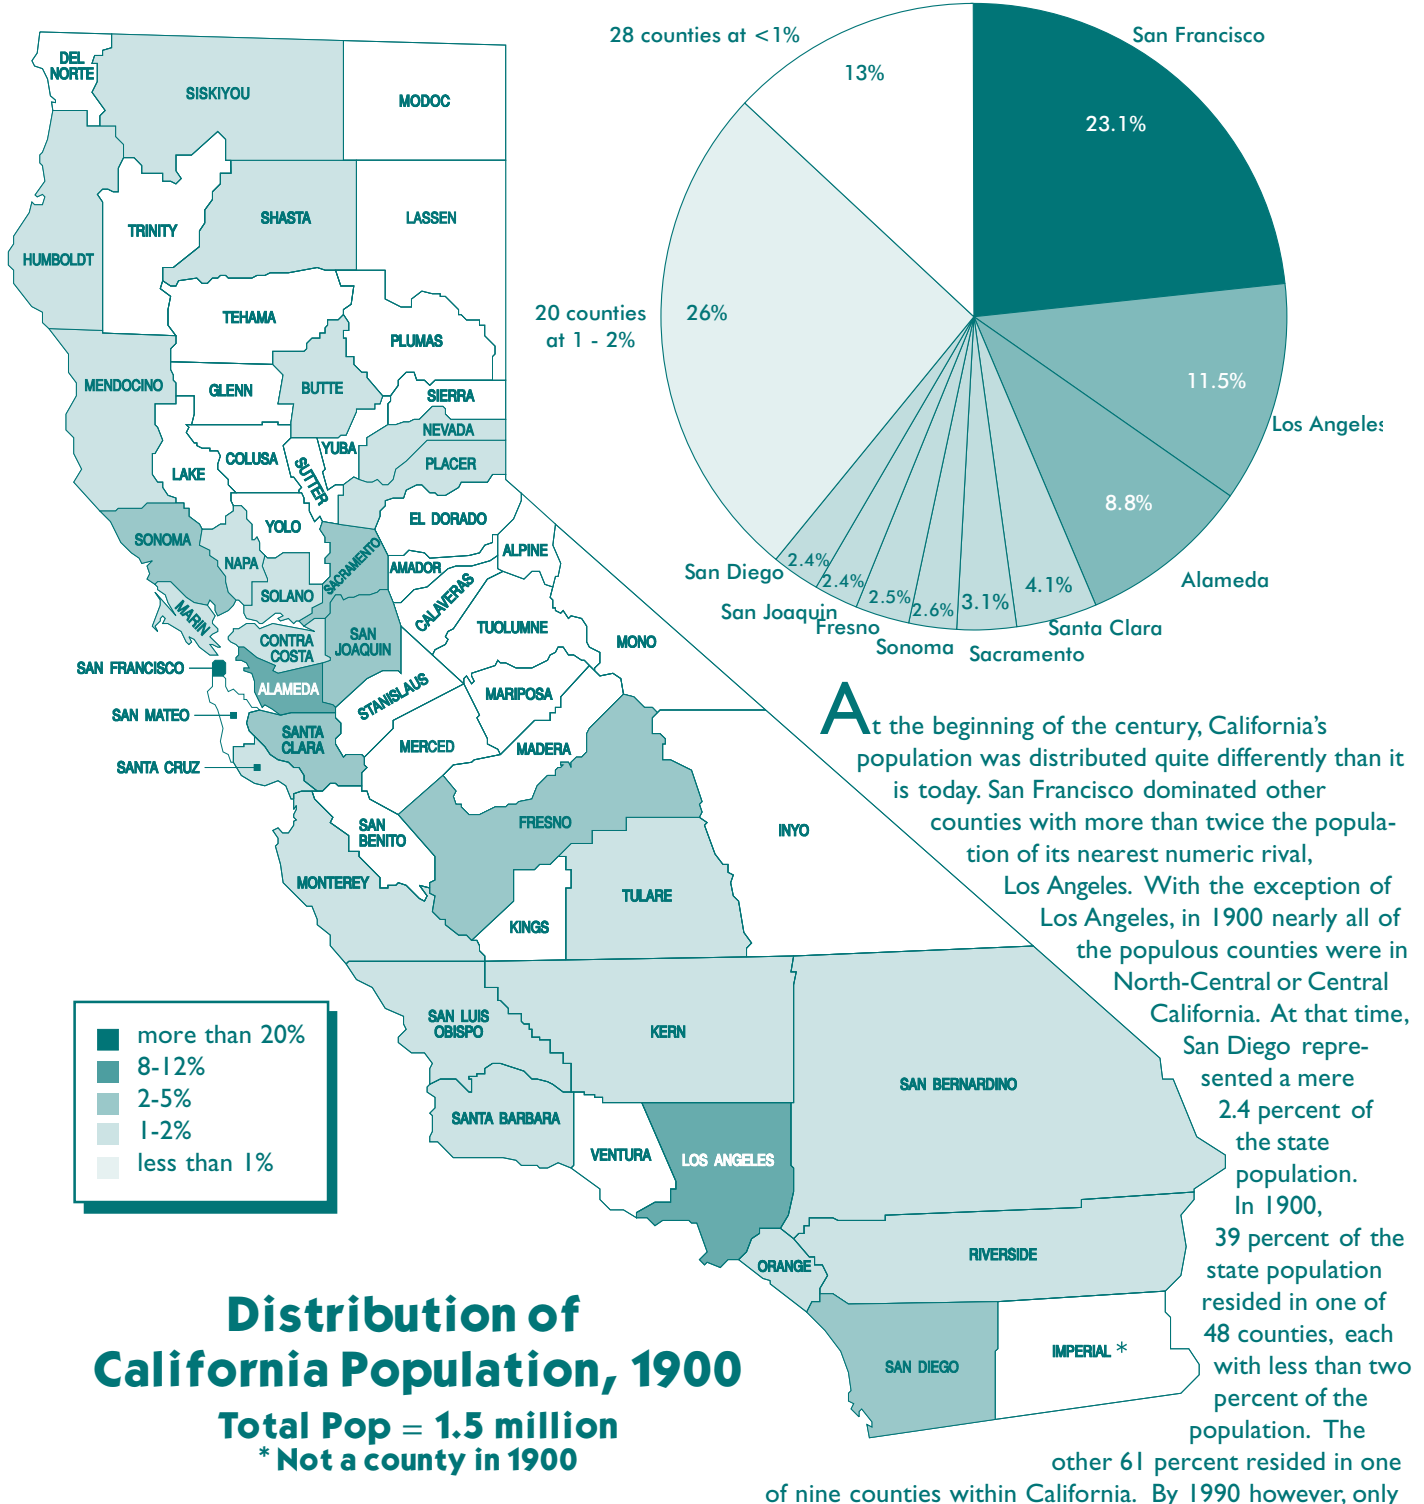 DEL
NORTE
SISKIYOU
MODOC
HUMBOLDT
TRINITY
SHASTA
LASSEN
TEHAMA
PLUMAS
MENDOCINO
GLENN
BUTTE
SIERRA
NEVADA
YUBA
PLACER
LAKE
COLUSA
SUTTER
YOLO
EL DORADO
SONOMA
NAPA
SACRAMENTO
ALPINE
AMADOR
SOLANO
CALAVERAS
MARIN
CONTRA
COSTA
SAN
JOAQUIN
TUOLUMNE
MONO
SAN FRANCISCO
ALAMEDA
STANISLAUS
MARIPOSA
SAN MATEO
SANTA
CLARA
MERCED
MADERA
SANTA CRUZ
SAN
BENITO
FRESNO
INYO
MONTEREY
KINGS
TULARE
SAN LUIS
OBISPO
KERN
SAN BERNARDINO
SANTA BARBARA
VENTURA
LOS ANGELES
ORANGE
RIVERSIDE
SAN DIEGO
IMPERIAL *
28 counties at <1%
13%
San Francisco
23.1%
20 counties
at 1 - 2%
26%
11.5%
Los Angeles
8.8%
Alameda
4.1%
Santa Clara
3.1%
Sacramento
2.6%
Sonoma
2.5%
Fresno
2.4%
San Joaquin
2.4%
San Diego
more than 20%
8-12%
2-5%
1-2%
less than 1%
Distribution of
California Population, 1900
Total Pop = 1.5 million
* Not a county in 1900
At the beginning of the century, California's
population was distributed quite differently than it
is today. San Francisco dominated other
counties with more than twice the popula-
tion of its nearest numeric rival,
Los Angeles. With the exception of
Los Angeles, in 1900 nearly all of
the populous counties were in
North-Central or Central
California. At that time,
San Diego repre-
sented a mere
2.4 percent of
the state
population.
In 1900,
39 percent of the
state population
resided in one of
48 counties, each
with less than two
percent of the
population. The
other 61 percent resided in one
of nine counties within California. By 1990 however, only